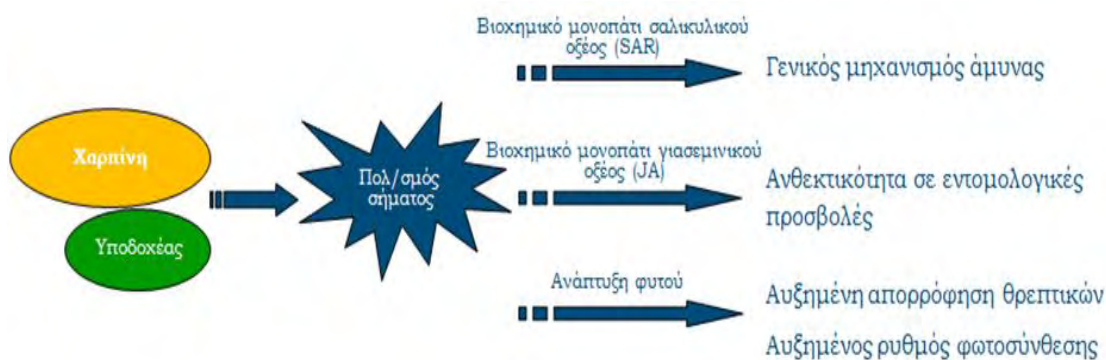 Χαρπίνη
Υποδοχέας
Πολ/σμός
σήματος
Βιοχημικό μονοπάτι σαλικυλικού
οξέος (SAR)
Γενικός μηχανισμός άμυνας
Βιοχημικό μονοπάτι γιασεμινικού
οξέος (JA)
Ανθεκτικότητα σε εντομολογικές
προσβολές
Ανάπτυξη φυτού
Αυξημένη απορρόφηση θρεπτικών
Αυξημένος ρυθμός φωτοσύνθεσης